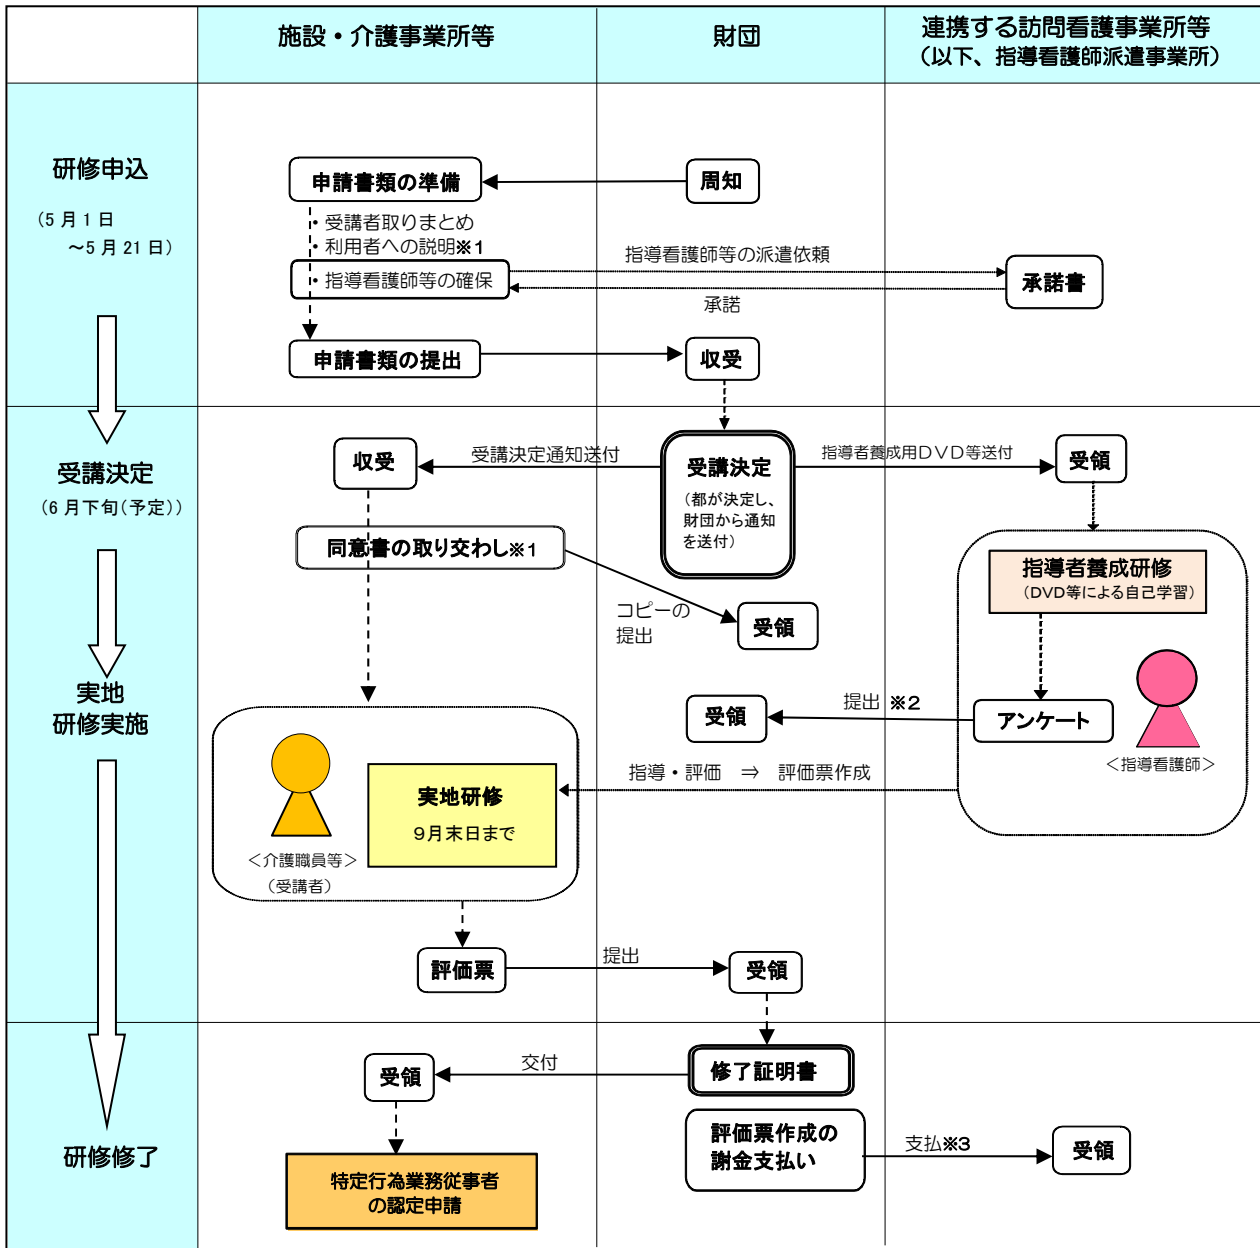 施設・介護事業所等
財団
連携する訪問看護事業所等
（以下、指導看護師派遣事業所）
研修申込
（5月1日
～5月21日）
申請書類の準備
周知
・受講者取りまとめ
・利用者への説明※1
・指導看護師等の確保
指導看護師等の派遣依頼
承諾
承諾書
申請書類の提出
収受
受講決定
（6月下旬（予定））
収受
受講決定通知送付
受講決定
（都が決定し、
財団から通知
を送付）
指導者養成用DVD等送付
受領
同意書の取り交わし※1
コピーの
提出
受領
指導者養成研修
（DVD等による自己学習）
実地
研修実施
受領
提出 ※2
アンケート
＜指導看護師＞
指導・評価 ⇒ 評価票作成
実地研修
9月末日まで
＜介護職員等＞
（受講者）
評価票
提出
受領
研修修了
受領
交付
修了証明書
評価票作成の
謝金支払い
支払※3
受領
特定行為業務従事者
の認定申請